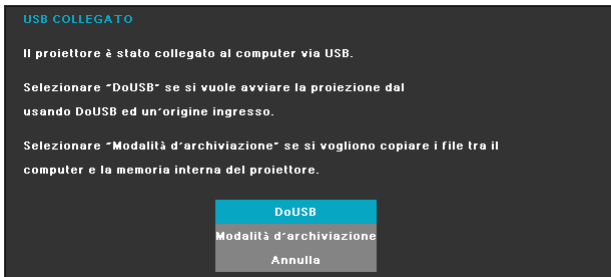 USB COLLEGATO
Il proiettore è stato collegato al computer via USB.
Selezionare "DoUSB" se si vuole avviare la proiezione dal
usando DoUSB ed un'origine ingresso.
Selezionare "Modalità d'archiviazione" se si vogliono copiare i file tra il
computer e la memoria interna del proiettore.
DoUSB
Modalità d'archiviazione
Annulla